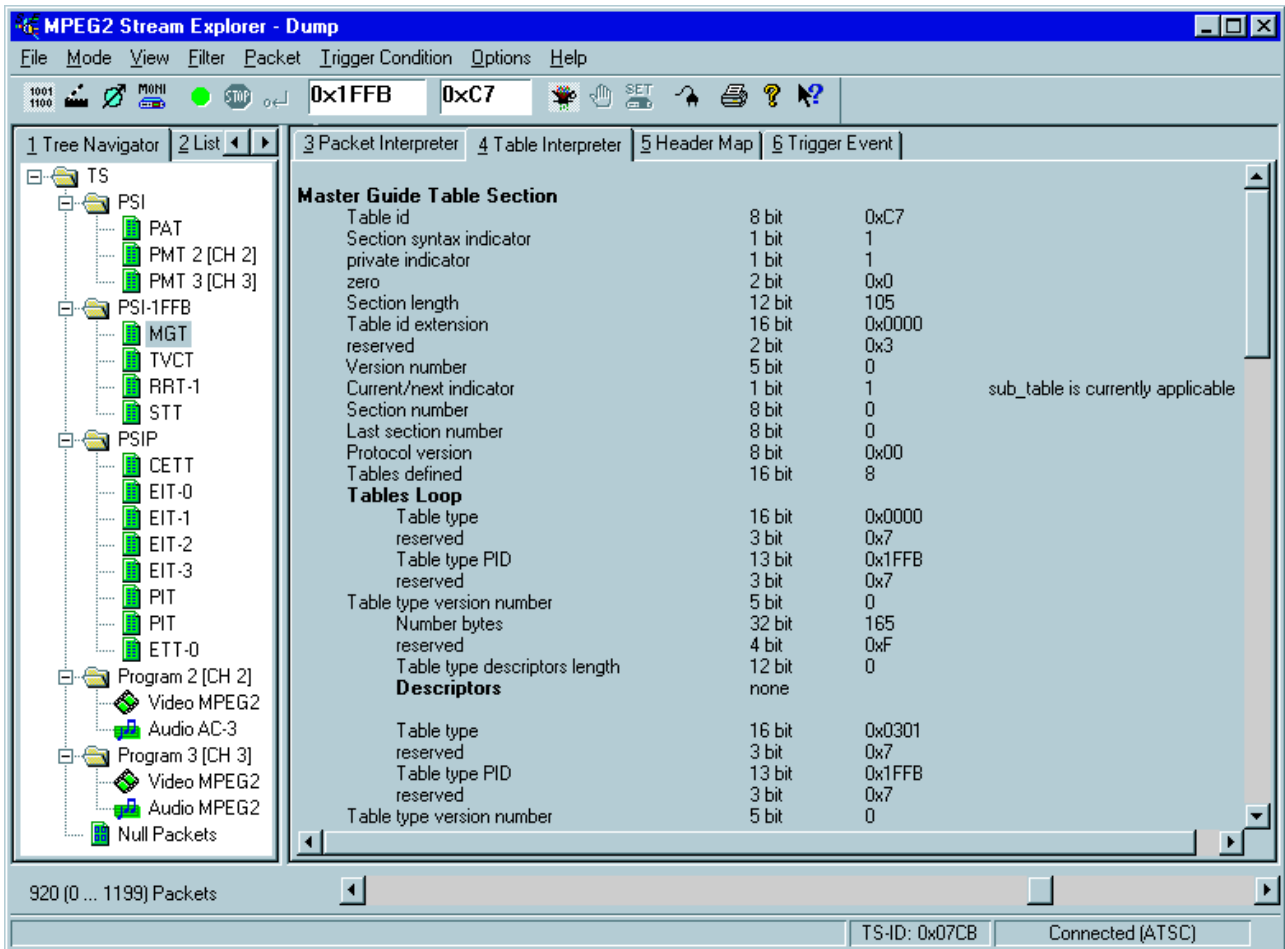 MPEG2 Stream Explorer - Dump
File Mode View Filter Packet Trigger Condition Options Help
1001 1100 MONI STOP 0x1FFB 0xC7 SET
1 Tree Navigator 2 List
3 Packet Interpreter 4 Table Interpreter 5 Header Map 6 Trigger Event
TS
PSI
PAT
PMT 2 [CH 2]
PMT 3 [CH 3]
PSI-1FFB
MGT
TVCT
RRT-1
STT
PSIP
CETT
EIT-0
EIT-1
EIT-2
EIT-3
PIT
PIT
ETT-0
Program 2 [CH 2]
Video MPEG2
Audio AC-3
Program 3 [CH 3]
Video MPEG2
Audio MPEG2
Null Packets
Master Guide Table Section
Table id 8 bit 0xC7
Section syntax indicator 1 bit 1
private indicator 1 bit 1
zero 2 bit 0x0
Section length 12 bit 105
Table id extension 16 bit 0x0000
reserved 2 bit 0x3
Version number 5 bit 0
Current/next indicator 1 bit 1 sub_table is currently applicable
Section number 8 bit 0
Last section number 8 bit 0
Protocol version 8 bit 0x00
Tables defined 16 bit 8
Tables Loop
Table type 16 bit 0x0000
reserved 3 bit 0x7
Table type PID 13 bit 0x1FFB
reserved 3 bit 0x7
Table type version number 5 bit 0
Number bytes 32 bit 165
reserved 4 bit 0xF
Table type descriptors length 12 bit 0
Descriptors none
Table type 16 bit 0x0301
reserved 3 bit 0x7
Table type PID 13 bit 0x1FFB
reserved 3 bit 0x7
Table type version number 5 bit 0
920 (0 ... 1199) Packets
TS-ID: 0x07CB Connected (ATSC)